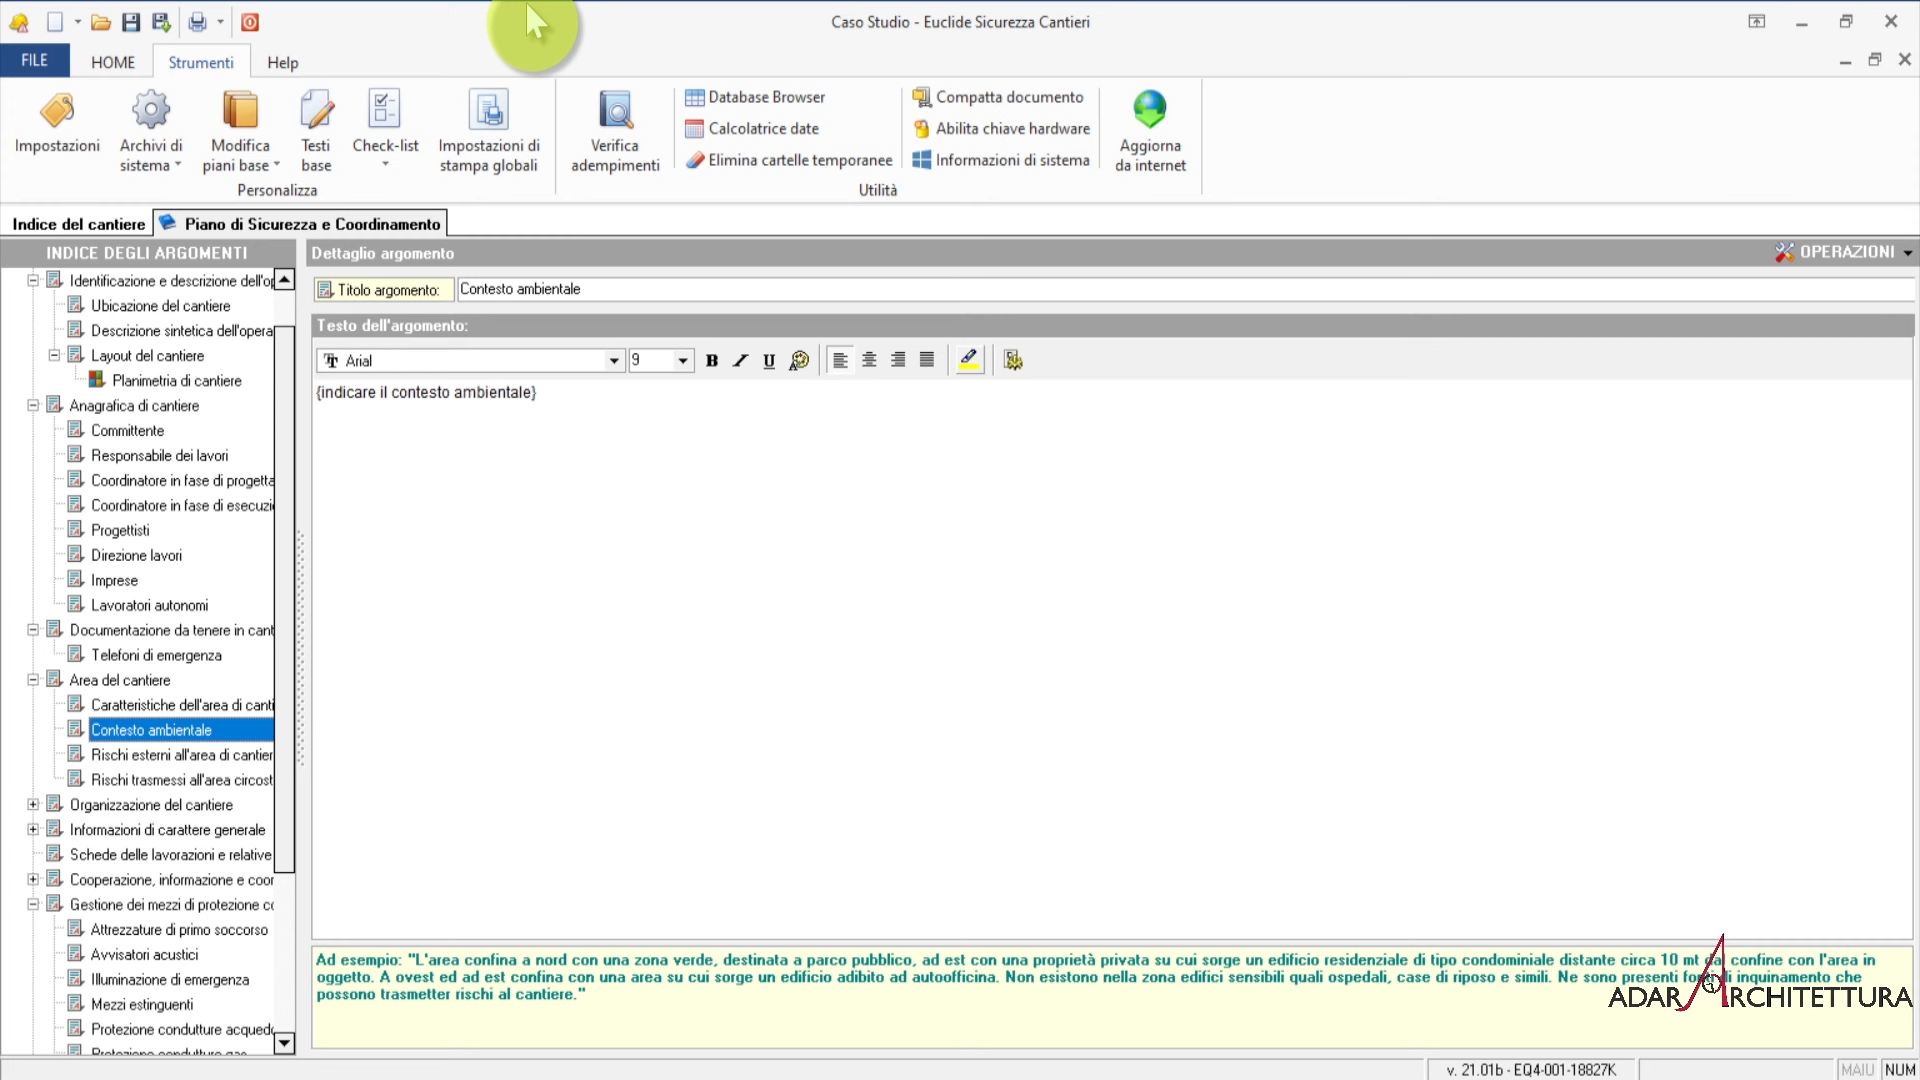 Caso Studio - Euclide Sicurezza Cantieri
FILE
HOME
Strumenti
Help
Impostazioni
Archivi di
sistema
Modifica
piani base
Testi
base
Check-list
Impostazioni di
stampa globali
Personalizza
Verifica
adempimenti
Database Browser
Calcolatrice date
Elimina cartelle temporanee
Compatta documento
Abilita chiave hardware
Informazioni di sistema
Utilità
Aggiorna
da internet
Indice del cantiere
Piano di Sicurezza e Coordinamento
INDICE DEGLI ARGOMENTI
Identificazione e descrizione dell'op
Ubicazione del cantiere
Descrizione sintetica dell'opera
Layout del cantiere
Planimetria di cantiere
Anagrafica di cantiere
Committente
Responsabile dei lavori
Coordinatore in fase di progetta
Coordinatore in fase di esecuzi
Progettisti
Direzione lavori
Imprese
Lavoratori autonomi
Documentazione da tenere in cant
Telefoni di emergenza
Area del cantiere
Caratteristiche dell'area di canti
Contesto ambientale
Rischi esterni all'area di cantier
Rischi trasmessi all'area circost
Organizzazione del cantiere
Informazioni di carattere generale
Schede delle lavorazioni e relative
Cooperazione, informazione e coor
Gestione dei mezzi di protezione co
Attrezzature di primo soccorso
Avvisatori acustici
Illuminazione di emergenza
Mezzi estinguenti
Protezione condutture acquedo
Dettaglio argomento
OPERAZIONI
Titolo argomento:
Contesto ambientale
Testo dell'argomento:
Arial
9
B I U
{indicare il contesto ambientale}
Ad esempio: "L'area confina a nord con una zona verde, destinata a parco pubblico, ad est con una proprietà privata su cui sorge un edificio residenziale di tipo condominiale distante circa 10 mt dal confine con l'area in
oggetto. A ovest ed ad est confina con una area su cui sorge un edificio adibito ad autoofficina. Non esistono nella zona edifici sensibili quali ospedali, case di riposo e simili. Ne sono presenti fonti di inquinamento che
possono trasmetter rischi al cantiere."
ADARARCHITETTURA
v. 21.01b - EQ4-001-18827K
MAIU
NUM